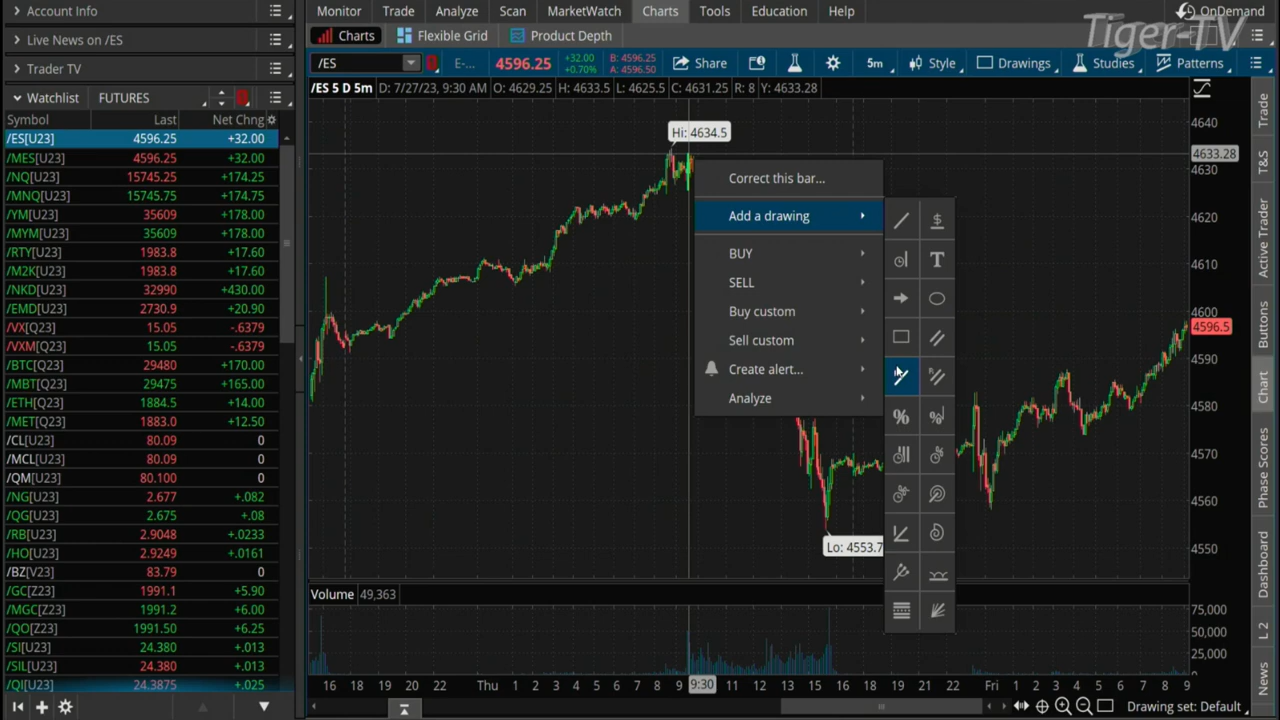 Account Info
Live News on /ES
Trader TV
Watchlist FUTURES
Symbol Last Net Chng
/ES[U23] 4596.25 +32.00
/MES[U23] 4596.25 +32.00
/NQ[U23] 15745.25 +174.25
/MNQ[U23] 15745.75 +174.75
/YM[U23] 35609 +178.00
/MYM[U23] 35609 +178.00
/RTY[U23] 1983.8 +17.60
/M2K[U23] 1983.8 +17.60
/NKD[U23] 32990 +430.00
/EMD[U23] 2730.9 +20.90
/VX[Q23] 15.05 -.6379
/VXM[Q23] 15.05 -.6379
/BTC[Q23] 29480 +170.00
/MBT[Q23] 29475 +165.00
/ETH[Q23] 1884.5 +14.00
/MET[Q23] 1883.0 +12.50
/CL[U23] 80.09 0
/MCL[U23] 80.09 0
/QM[U23] 80.100 0
/NG[U23] 2.677 +.082
/QG[U23] 2.675 +.08
/RB[U23] 2.9048 +.0233
/HO[U23] 2.9249 +.0161
/BZ[V23] 83.79 0
/GC[Z23] 1991.1 +5.90
/MGC[Z23] 1991.2 +6.00
/QO[Z23] 1991.50 +6.25
/SI[U23] 24.380 +.013
/SIL[U23] 24.380 +.013
/QI[U23] 24.3875 +.025
Monitor Trade Analyze Scan MarketWatch Charts Tools Education Help
OnDemand
Tiger-TV
Charts Flexible Grid Product Depth
/ES E-... 4596.25 +32.00 +0.70% B: 4596.25 A: 4596.50 Share 5m Style Drawings Studies Patterns
/ES 5 D 5m D: 7/27/23, 9:30 AM O: 4629.25 H: 4633.5 L: 4625.5 C: 4631.25 R: 8 Y: 4633.28
Hi: 4634.5
Correct this bar...
Add a drawing
BUY
SELL
Buy custom
Sell custom
Create alert...
Analyze
$
T
%
%
Lo: 4553.7
4640
4633.28
4630
4620
4610
4600
4596.5
4590
4580
4570
4560
4550
Volume 49,363
75,000
50,000
25,000
16 18 19 20 22 Thu 1 2 3 4 5 6 8 9 9:30 11 12 13 14 15 16 18 19 21 22 Fri 1 2 3 4 5 6 7 8 9
Drawing set: Default
Trade
T&S
Active Trader
Buttons
Chart
Phase Scores
Dashboard
L 2
News